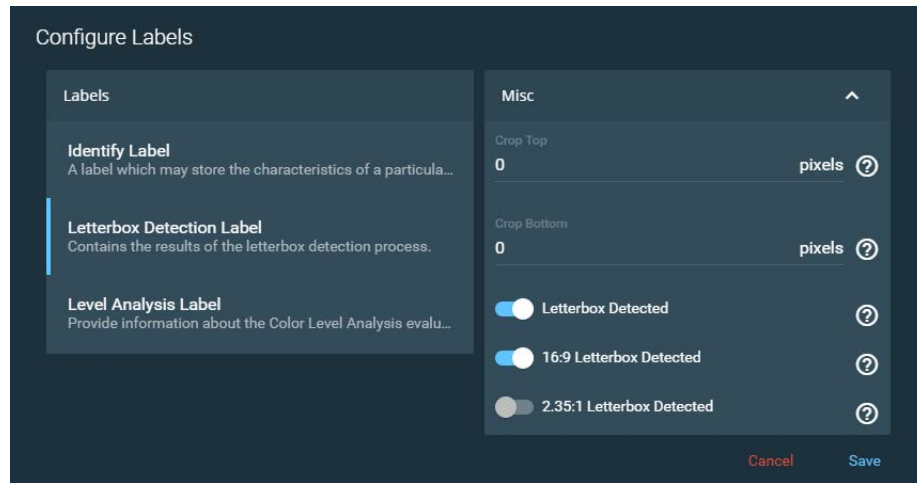 Configure Labels
Labels
Identify Label
A label which may store the characteristics of a particula...
Letterbox Detection Label
Contains the results of the letterbox detection process.
Level Analysis Label
Provide information about the Color Level Analysis evalu...
Misc
Crop Top
0 pixels
Crop Bottom
0 pixels
Letterbox Detected
16:9 Letterbox Detected
2.35:1 Letterbox Detected
Cancel Save